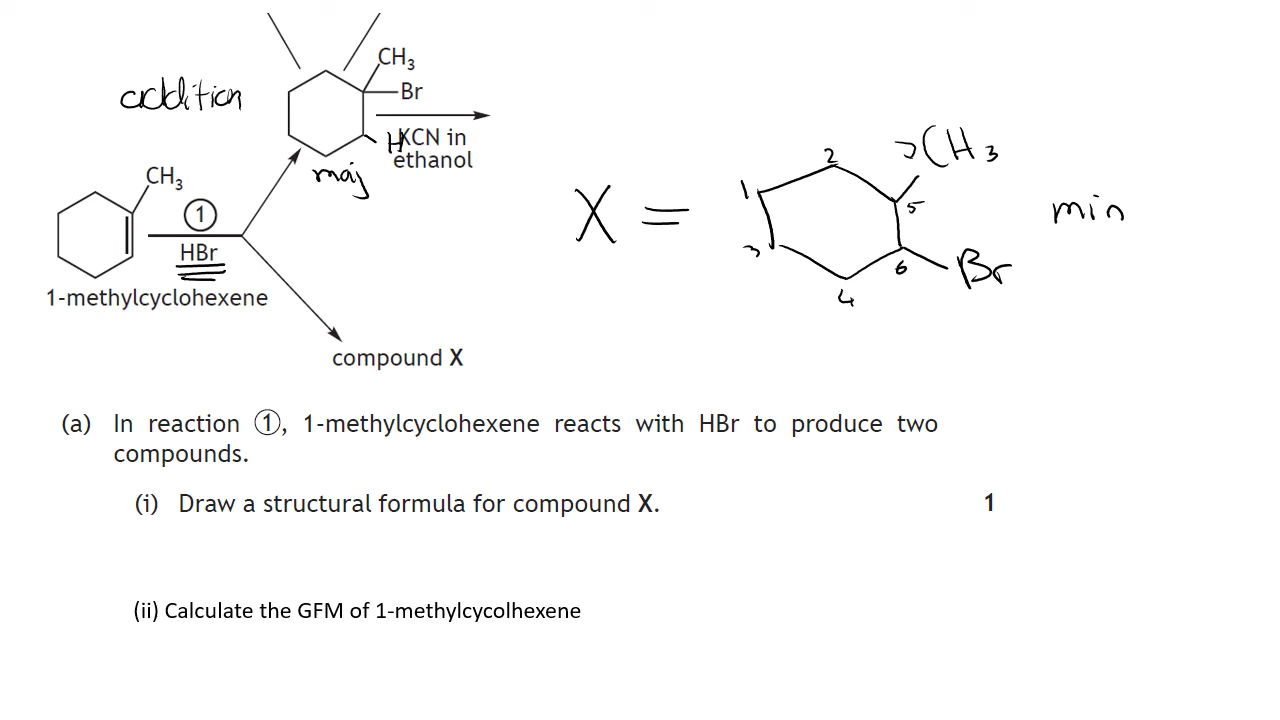 CH₃
addition
Br
H
KCN in
ethanol
maj
CH₃
1
HBr
1-methylcyclohexene
compound X
X =
1
2
CH₃
5
min
3
6
Br
4
(a) In reaction ①, 1-methylcyclohexene reacts with HBr to produce two
compounds.
(i) Draw a structural formula for compound X. 1
(ii) Calculate the GFM of 1-methylcycolhexene